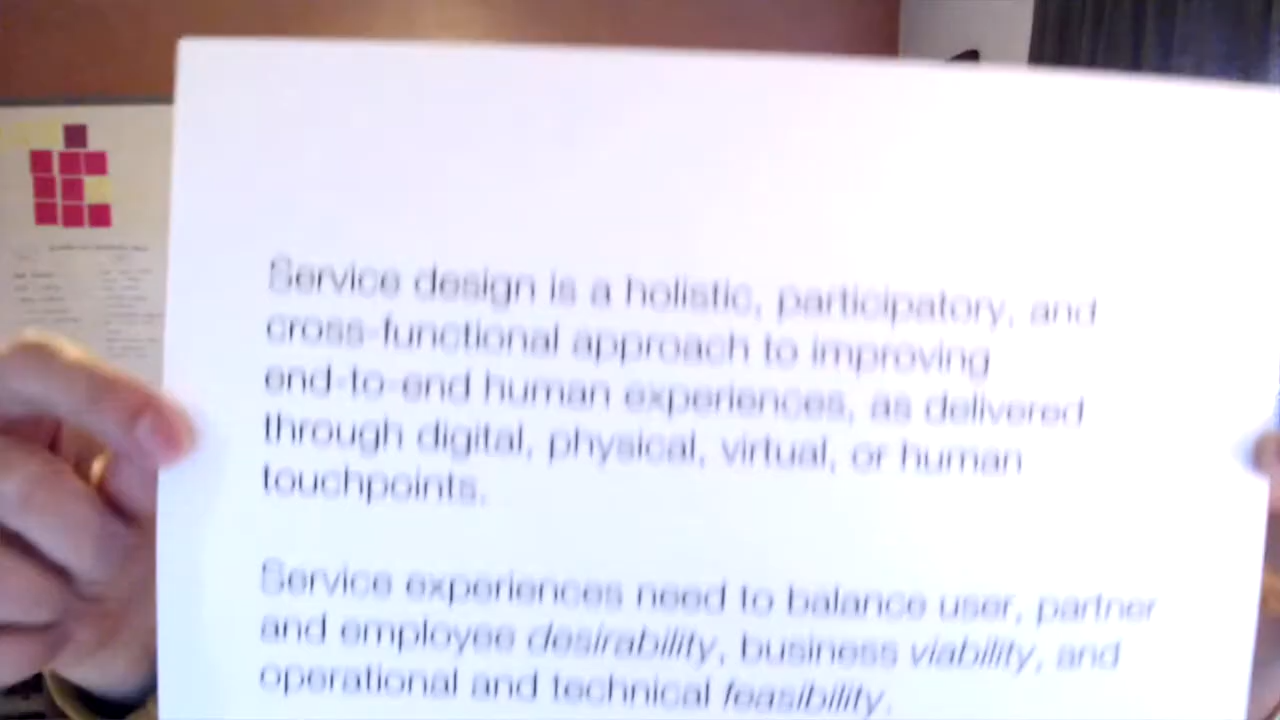 Service design is a holistic, participatory, and
cross-functional approach to improving
end-to-end human experiences, as delivered
through digital, physical, virtual, or human
touchpoints.
Service experiences need to balance user, partner
and employee desirability, business viability, and
operational and technical feasibility.